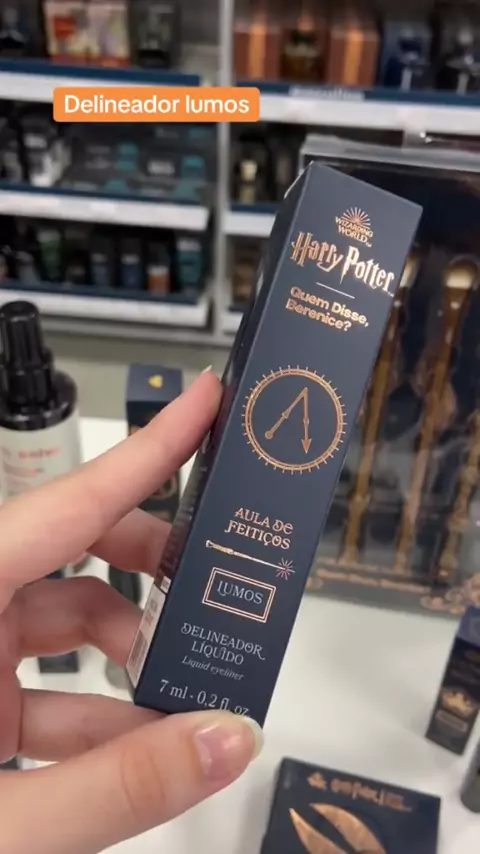 Delineador lumos
WIZARDING
WORLD
Harry Potter
Quem Disse,
Berenice?
AULA DE
FEITIÇOS
LUMOS
DELINEADOR
LÍQUIDO
Liquid eyeliner
7 ml - 0.2 fl. oz